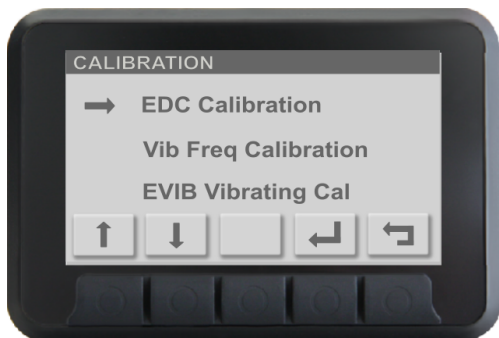 CALIBRATION
EDC Calibration
Vib Freq Calibration
EVIB Vibrating Cal